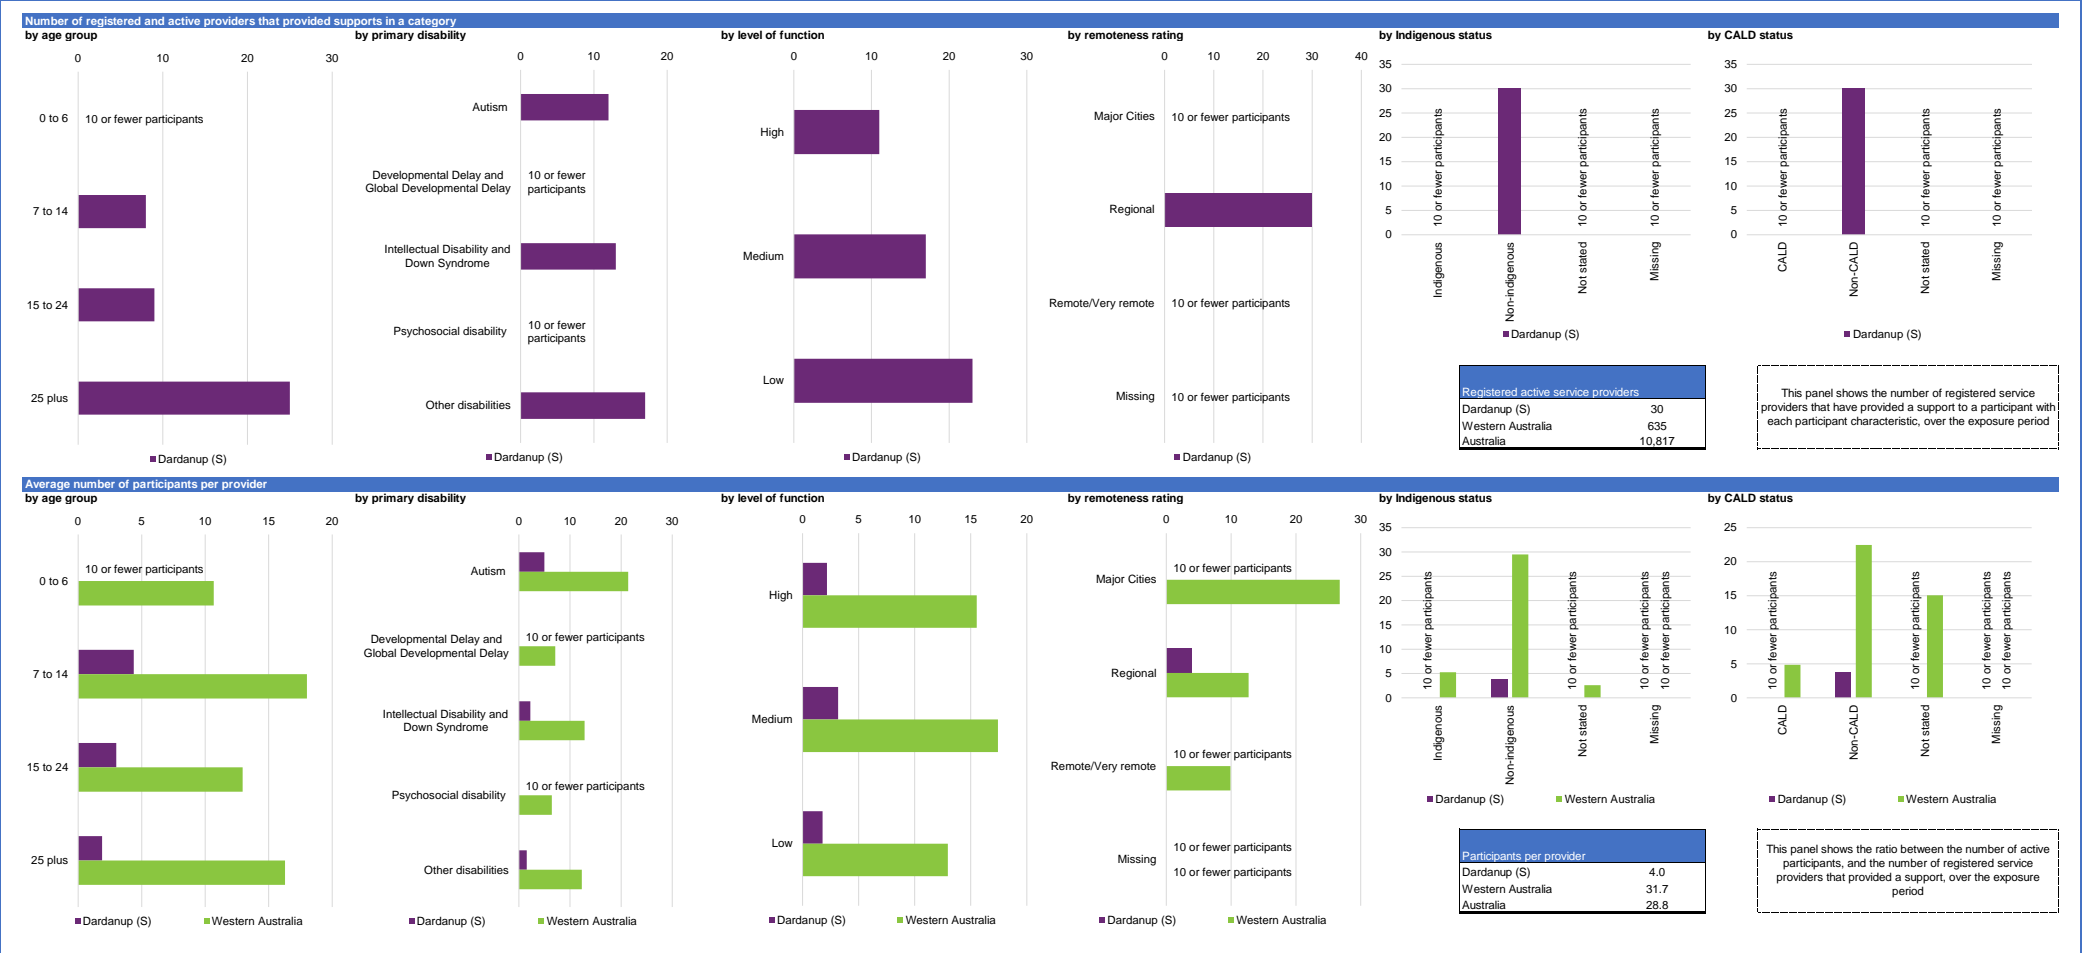 Number of registered and active providers that provided supports in a category
by age group
0
10
20
30
0 to 6
10 or fewer participants
7 to 14
15 to 24
25 plus
Dardanup (S)
by primary disability
0
10
20
Autism
Developmental Delay and
Global Developmental Delay
10 or fewer
participants
Intellectual Disability and
Down Syndrome
Psychosocial disability
10 or fewer
participants
Other disabilities
Dardanup (S)
by level of function
0
10
20
30
High
Medium
Low
Dardanup (S)
by remoteness rating
0
10
20
30
40
Major Cities
10 or fewer participants
Regional
Remote/Very remote
10 or fewer participants
Missing
10 or fewer participants
Dardanup (S)
by Indigenous status
35
30
25
20
15
10
5
0
10 or fewer participants
10 or fewer participants
10 or fewer participants
Indigenous
Non-indigenous
Not stated
Missing
Dardanup (S)
by CALD status
35
30
25
20
15
10
5
0
10 or fewer participants
10 or fewer participants
10 or fewer participants
CALD
Non-CALD
Not stated
Missing
Dardanup (S)
Registered active service providers
Dardanup (S) 30
Western Australia 635
Australia 10,817
This panel shows the number of registered service
providers that have provided a support to a participant with
each participant characteristic, over the exposure period
Average number of participants per provider
by age group
0
5
10
15
20
0 to 6
10 or fewer participants
7 to 14
15 to 24
25 plus
Dardanup (S)
Western Australia
by primary disability
0
10
20
30
Autism
Developmental Delay and
Global Developmental Delay
10 or fewer participants
Intellectual Disability and
Down Syndrome
Psychosocial disability
10 or fewer participants
Other disabilities
Dardanup (S)
Western Australia
by level of function
0
5
10
15
20
High
Medium
Low
Dardanup (S)
Western Australia
by remoteness rating
0
10
20
30
Major Cities
10 or fewer participants
Regional
Remote/Very remote
10 or fewer participants
Missing
10 or fewer participants
10 or fewer participants
Dardanup (S)
Western Australia
by Indigenous status
35
30
25
20
15
10
5
0
10 or fewer participants
10 or fewer participants
10 or fewer participants
10 or fewer participants
Indigenous
Non-indigenous
Not stated
Missing
Dardanup (S)
Western Australia
by CALD status
25
20
15
10
5
0
10 or fewer participants
10 or fewer participants
10 or fewer participants
10 or fewer participants
CALD
Non-CALD
Not stated
Missing
Dardanup (S)
Western Australia
Participants per provider
Dardanup (S) 4.0
Western Australia 31.7
Australia 28.8
This panel shows the ratio between the number of active
participants, and the number of registered service
providers that provided a support, over the exposure
period